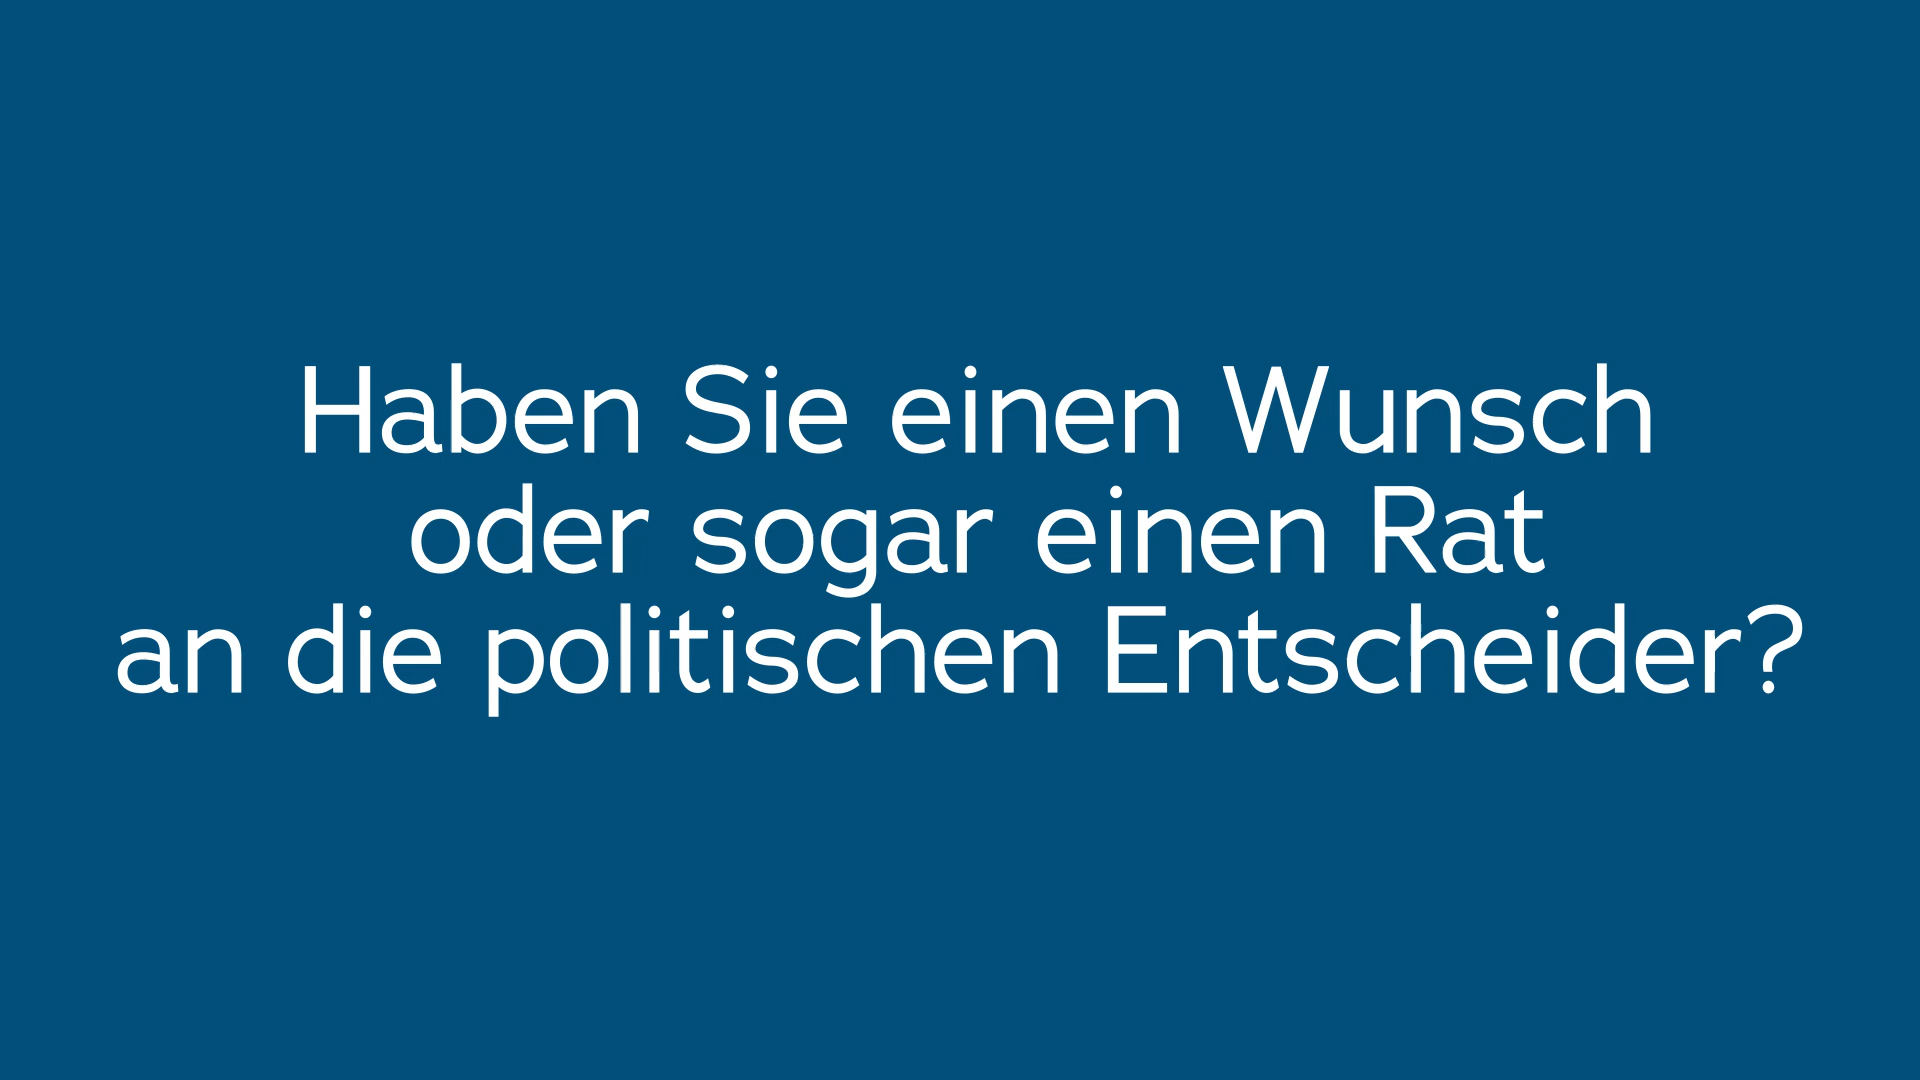 Haben Sie einen Wunsch
oder sogar einen Rat
an die politischen Entscheider?